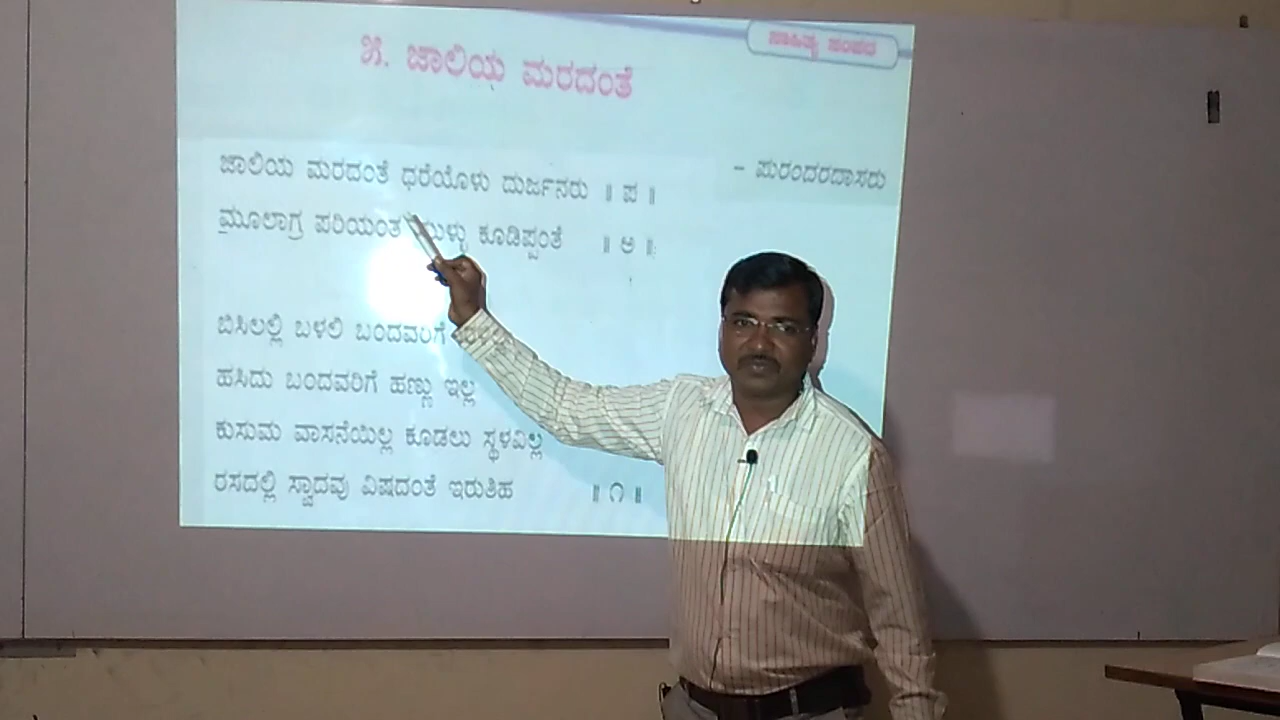 ಸಾಹಿತ್ಯ ಸಂಪದ
೫. ಜಾಲಿಯ ಮರದಂತೆ
– ಪುರಂದರದಾಸರು
ಜಾಲಿಯ ಮರದಂತೆ ಧರೆಯೊಳು ದುರ್ಜನರು ॥ ಪ ॥
ಮೂಲಾಗ್ರ ಪರಿಯಂತ ಮುಳ್ಳು ಕೂಡಿಪ್ಪಂತೆ ॥ ಅ ॥
ಬಿಸಿಲಲ್ಲಿ ಬಳಲಿ ಬಂದವರಿಗೆ
ಹಸಿದು ಬಂದವರಿಗೆ ಹಣ್ಣು ಇಲ್ಲ
ಕುಸುಮ ವಾಸನೆಯಿಲ್ಲ ಕೂಡಲು ಸ್ಥಳವಿಲ್ಲ
ರಸದಲ್ಲಿ ಸ್ವಾದವು ವಿಷದಂತೆ ಇರುತಿಹ ॥ ೧ ॥